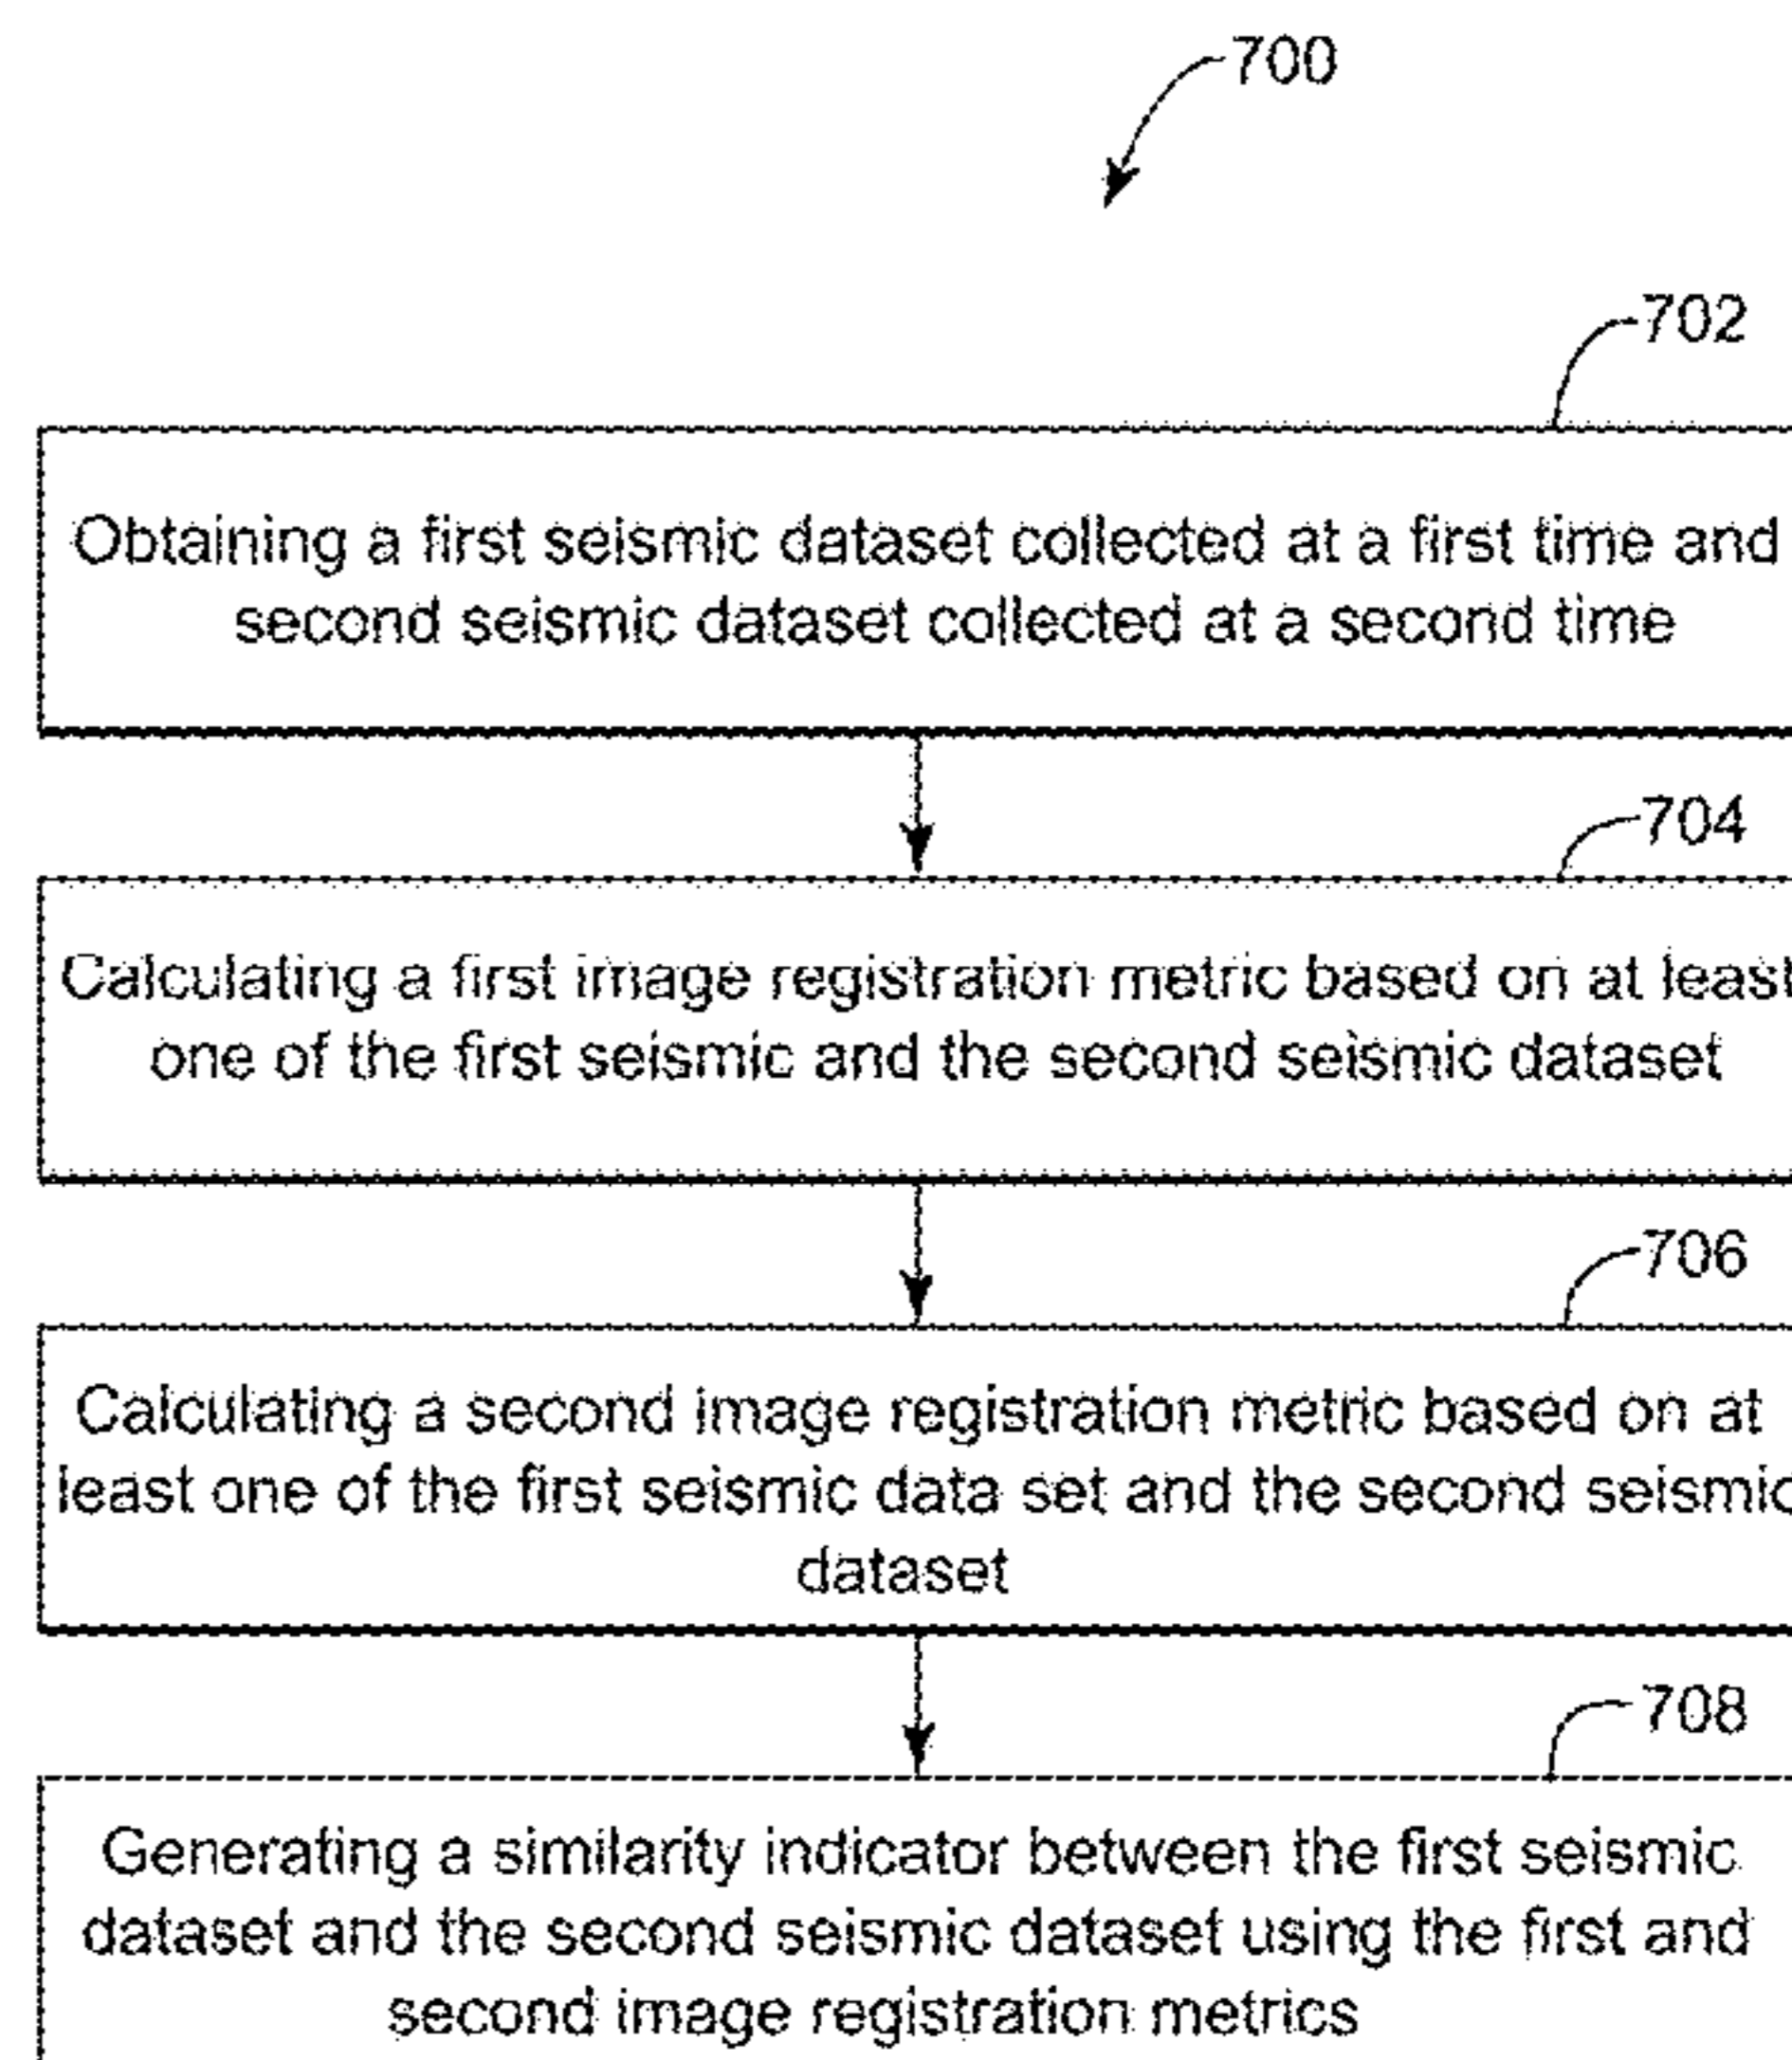 700
702
Obtaining a first seismic dataset collected at a first time and
second seismic dataset collected at a second time
704
Calculating a first image registration metric based on at least
one of the first seismic and the second seismic dataset
706
Calculating a second image registration metric based on at
least one of the first seismic data set and the second seismic
dataset
708
Generating a similarity indicator between the first seismic
dataset and the second seismic dataset using the first and
second image registration metrics